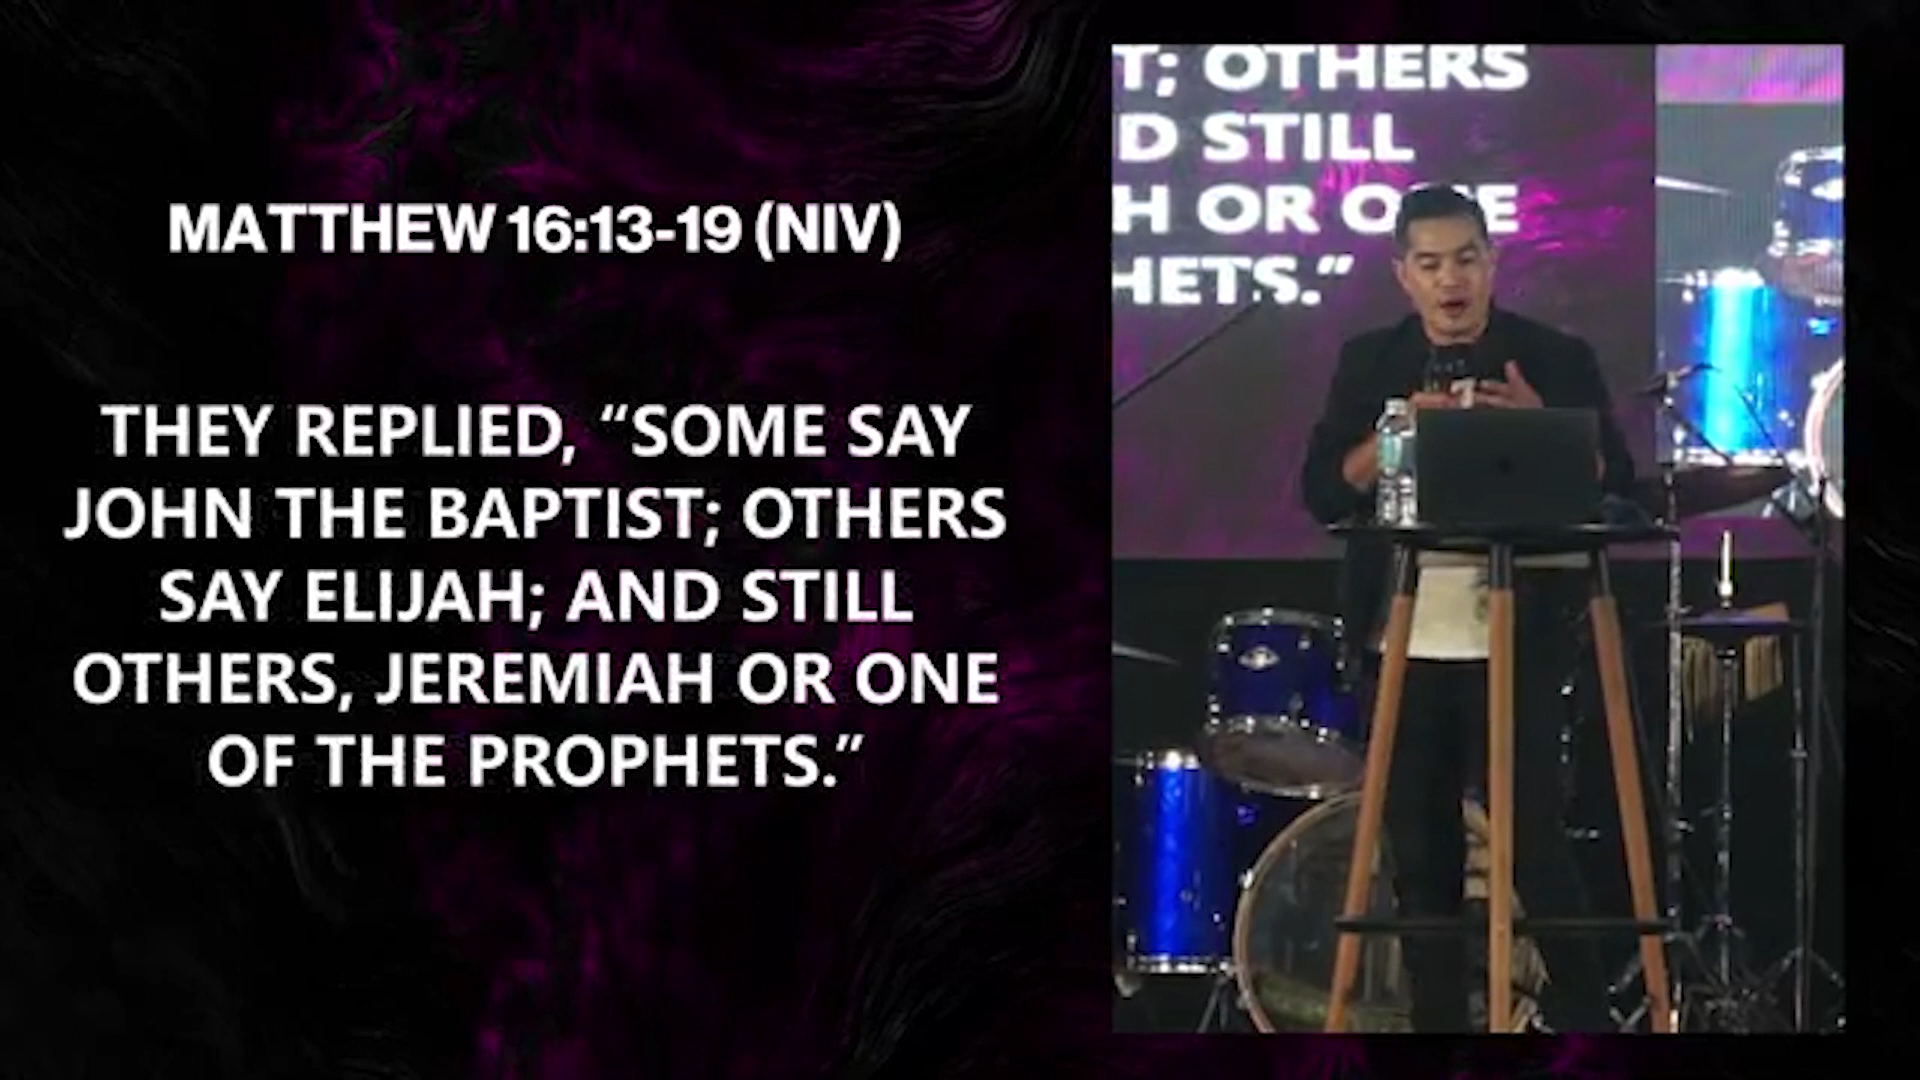 MATTHEW 16:13-19 (NIV)
THEY REPLIED, “SOME SAY
JOHN THE BAPTIST; OTHERS
SAY ELIJAH; AND STILL
OTHERS, JEREMIAH OR ONE
OF THE PROPHETS.”
T; OTHERS
D STILL
H OR ONE
HETS.”